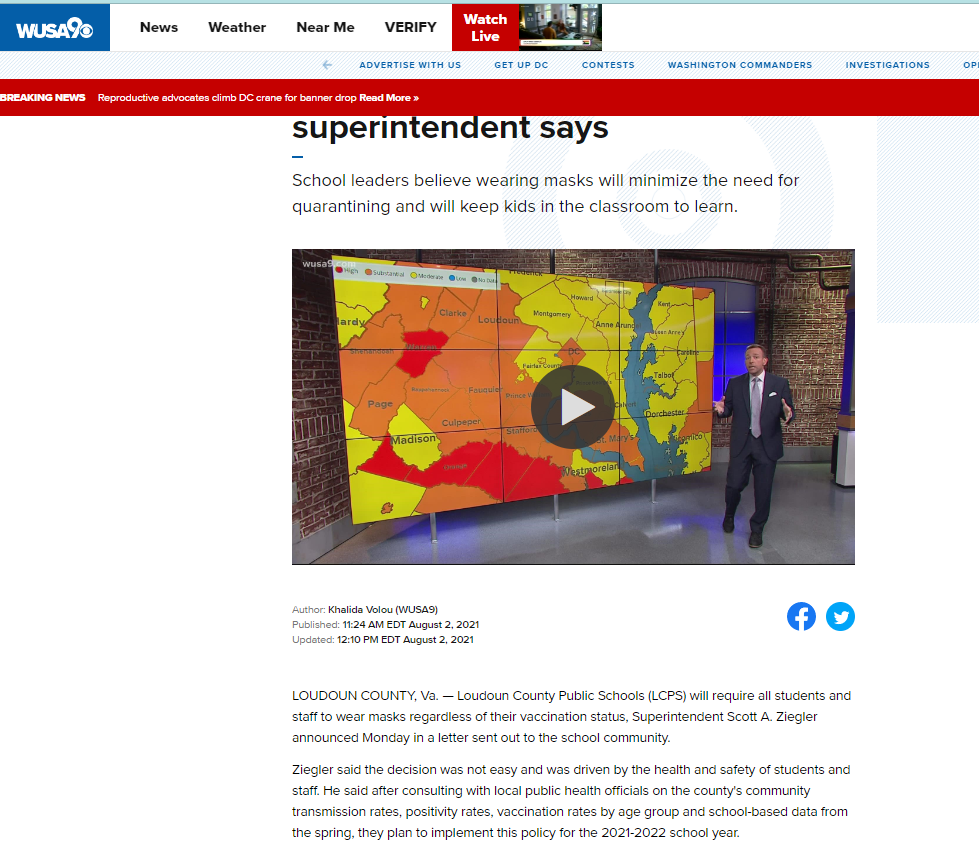 WUSA9
News
Weather
Near Me
VERIFY
Watch
Live
ADVERTISE WITH US
GET UP DC
CONTESTS
WASHINGTON COMMANDERS
INVESTIGATIONS
BREAKING NEWS Reproductive advocates climb DC crane for banner drop Read More »
superintendent says
School leaders believe wearing masks will minimize the need for
quarantining and will keep kids in the classroom to learn.
wusa9.com
High Substantial Moderate Low No Data
Frederick
Howard
Clarke
Loudoun
Montgomery
Anne Arundel
Kent
Queen Anne's
Hardy
Shenandoah
Warren
DC
Caroline
Fairfax County
Talbot
Rappahannock
Fauquier
Page
Calvert
Dorchester
Culpeper
Stafford
Madison
St. Mary's
Wicomico
Orange
Westmoreland
Author: Khalida Volou (WUSA9)
Published: 11:24 AM EDT August 2, 2021
Updated: 12:10 PM EDT August 2, 2021
LOUDOUN COUNTY, Va. — Loudoun County Public Schools (LCPS) will require all students and
staff to wear masks regardless of their vaccination status, Superintendent Scott A. Ziegler
announced Monday in a letter sent out to the school community.
Ziegler said the decision was not easy and was driven by the health and safety of students and
staff. He said after consulting with local public health officials on the county's community
transmission rates, positivity rates, vaccination rates by age group and school-based data from
the spring, they plan to implement this policy for the 2021-2022 school year.